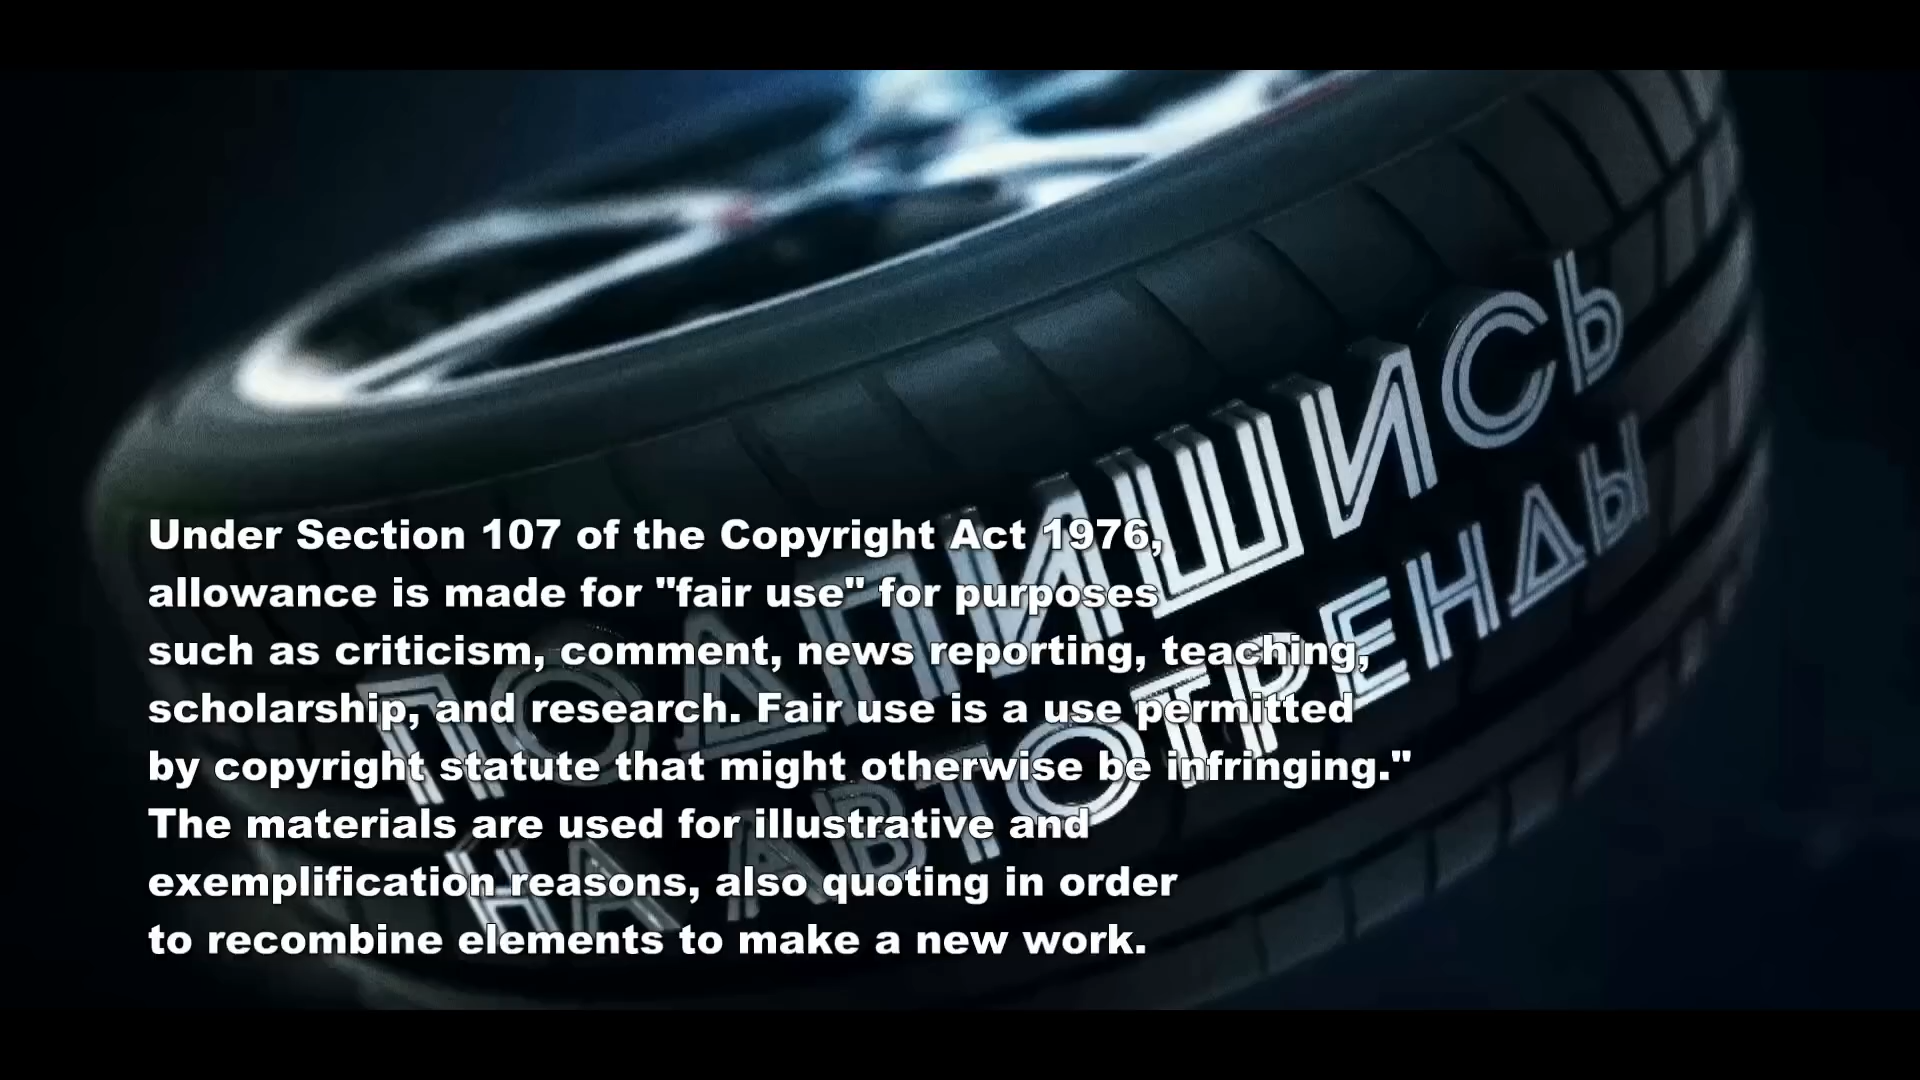 ПОДПИШИСЬ
НА АВТОТРЕНДЫ
Under Section 107 of the Copyright Act 1976,
allowance is made for "fair use" for purposes
such as criticism, comment, news reporting, teaching,
scholarship, and research. Fair use is a use permitted
by copyright statute that might otherwise be infringing."
The materials are used for illustrative and
exemplification reasons, also quoting in order
to recombine elements to make a new work.